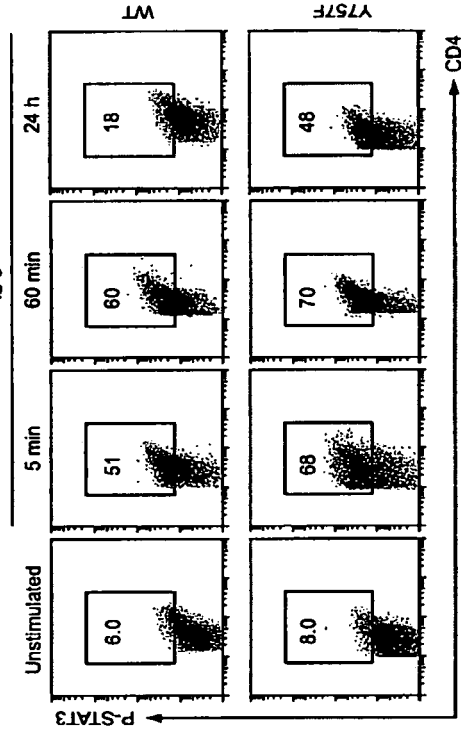 Unstimulated 5 min 60 min 24 h
6.0 51 60 18 WT
8.0 68 70 48 Y757F
P-STAT3
CD4